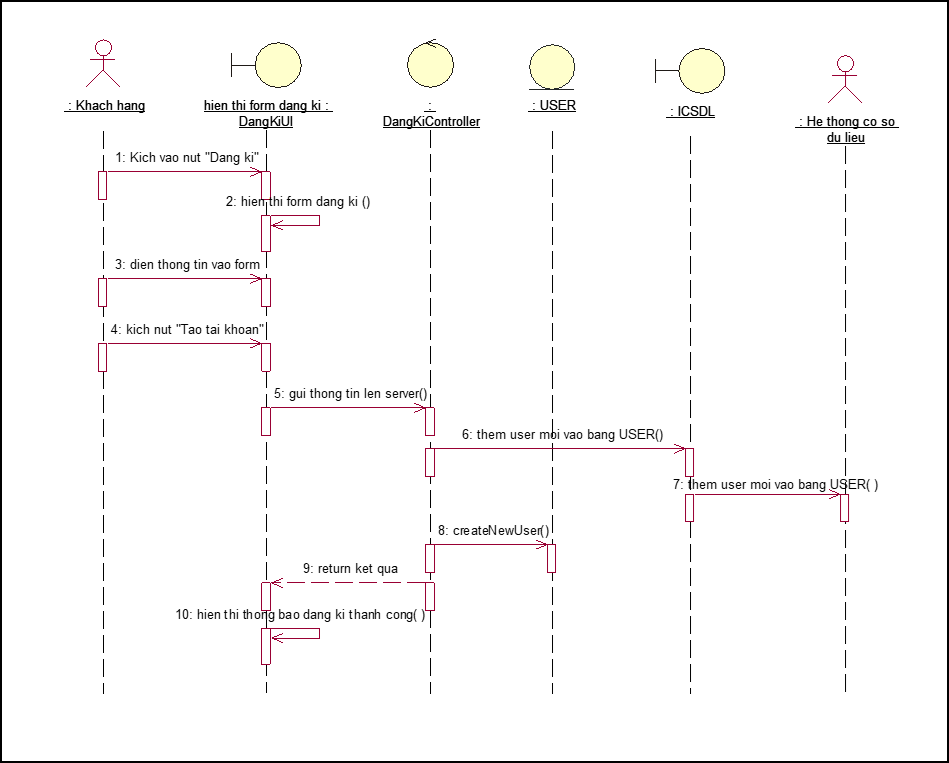 : Khach hang
hien thi form dang ki :
DangKiUI
:
DangKiController
: USER
: ICSDL
: He thong co so
du lieu
1: Kich vao nut "Dang ki"
2: hien thi form dang ki ()
3: dien thong tin vao form
4: kich nut "Tao tai khoan"
5: gui thong tin len server()
6: them user moi vao bang USER()
7: them user moi vao bang USER( )
8: createNewUser()
9: return ket qua
10: hien thi thong bao dang ki thanh cong( )